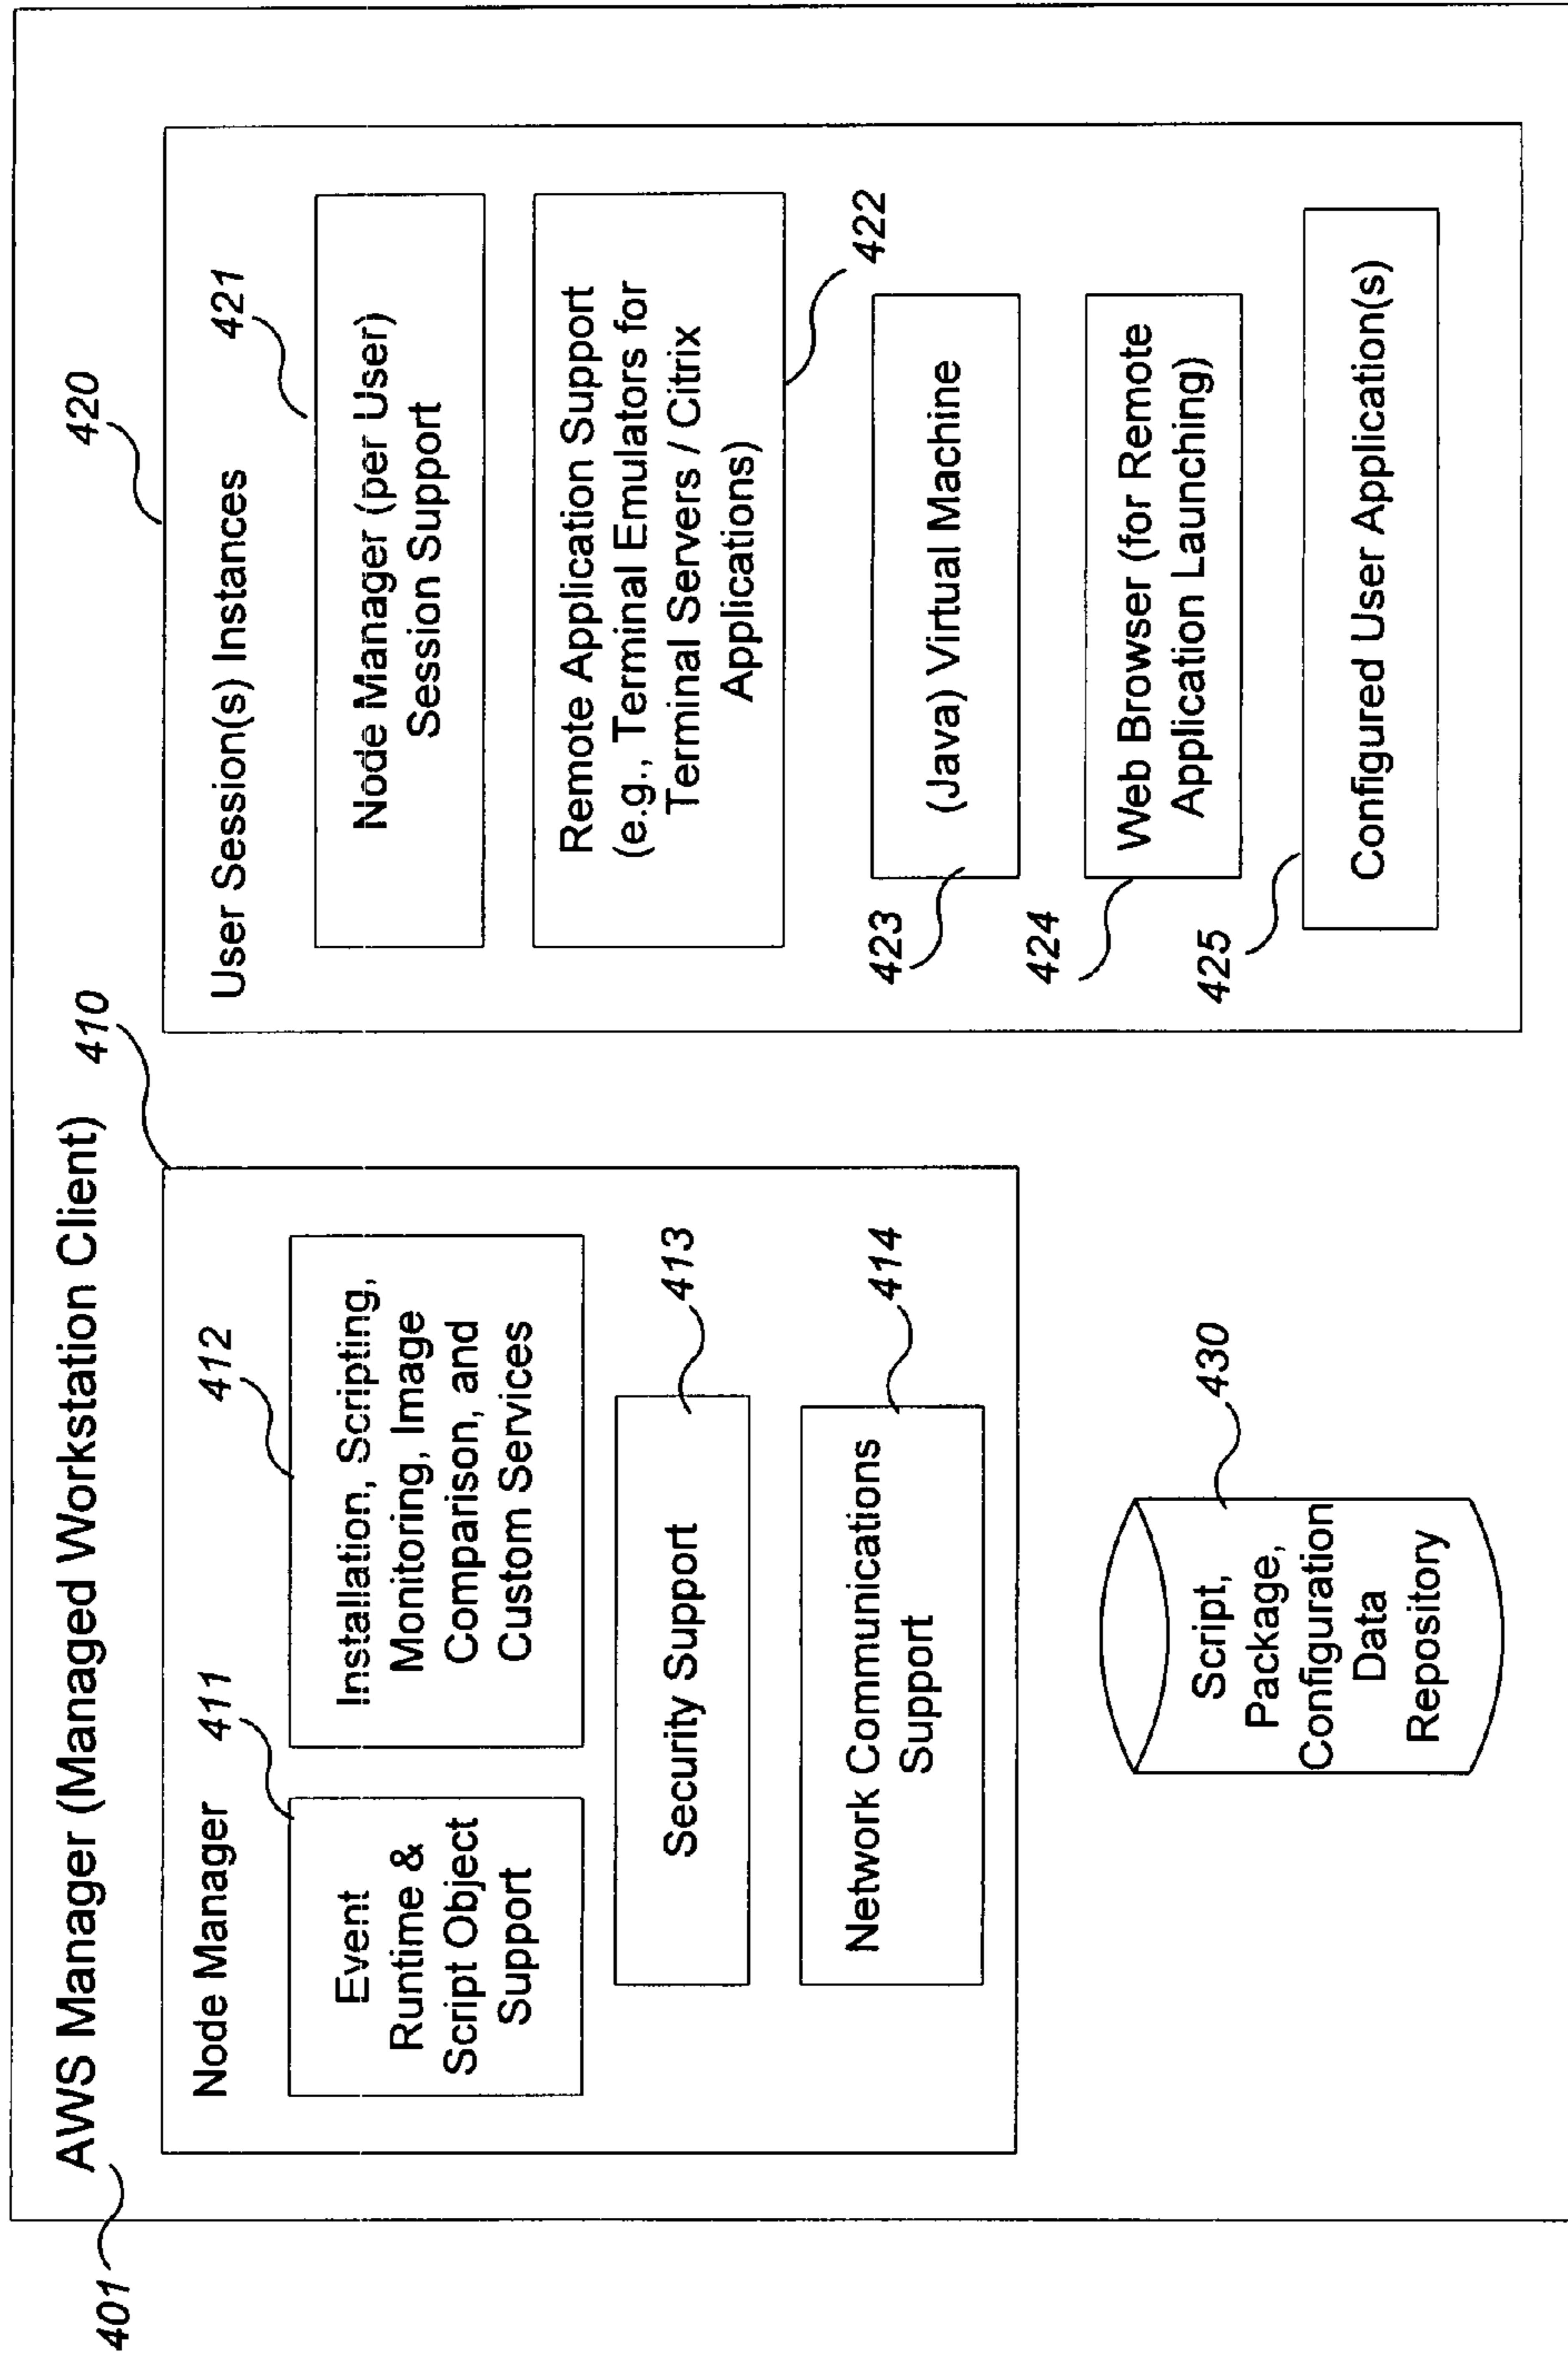 AWS Manager (Managed Workstation Client)
401
410
Node Manager
411
Event
Runtime &
Script Object
Support
412
Installation, Scripting,
Monitoring, Image
Comparison, and
Custom Services
413
Security Support
414
Network Communications
Support
430
Script,
Package,
Configuration
Data
Repository
420
User Session(s) Instances
421
Node Manager (per User)
Session Support
Remote Application Support
(e.g., Terminal Emulators for
Terminal Servers / Citrix
Applications)
422
(Java) Virtual Machine
423
Web Browser (for Remote
Application Launching)
424
425
Configured User Application(s)